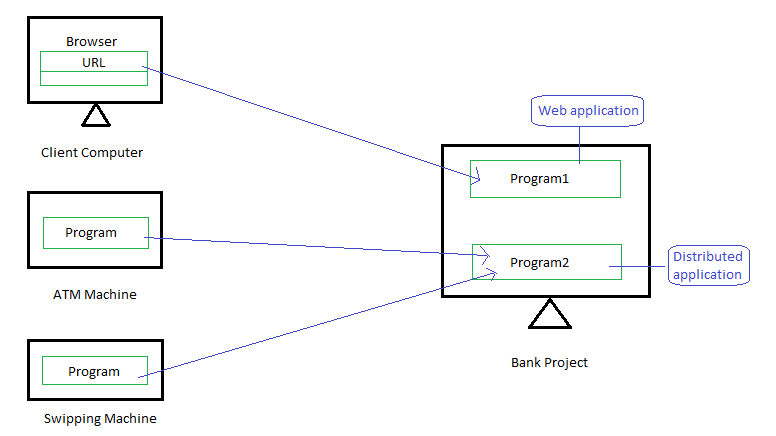 Browser
URL
Client Computer
Program
ATM Machine
Program
Swipping Machine
Web application
Program1
Program2
Distributed
application
Bank Project